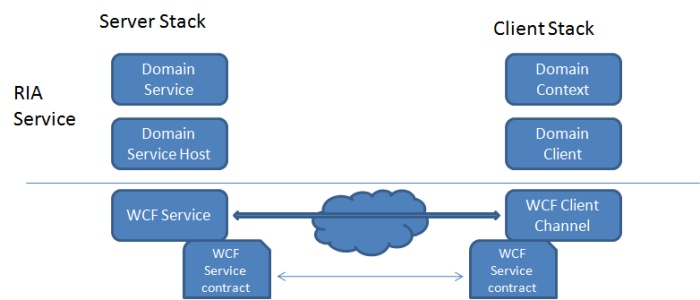 Server Stack
Client Stack
RIA
Service
Domain
Service
Domain
Context
Domain
Service Host
Domain
Client
WCF Service
WCF Client
Channel
WCF
Service
contract
WCF
Service
contract